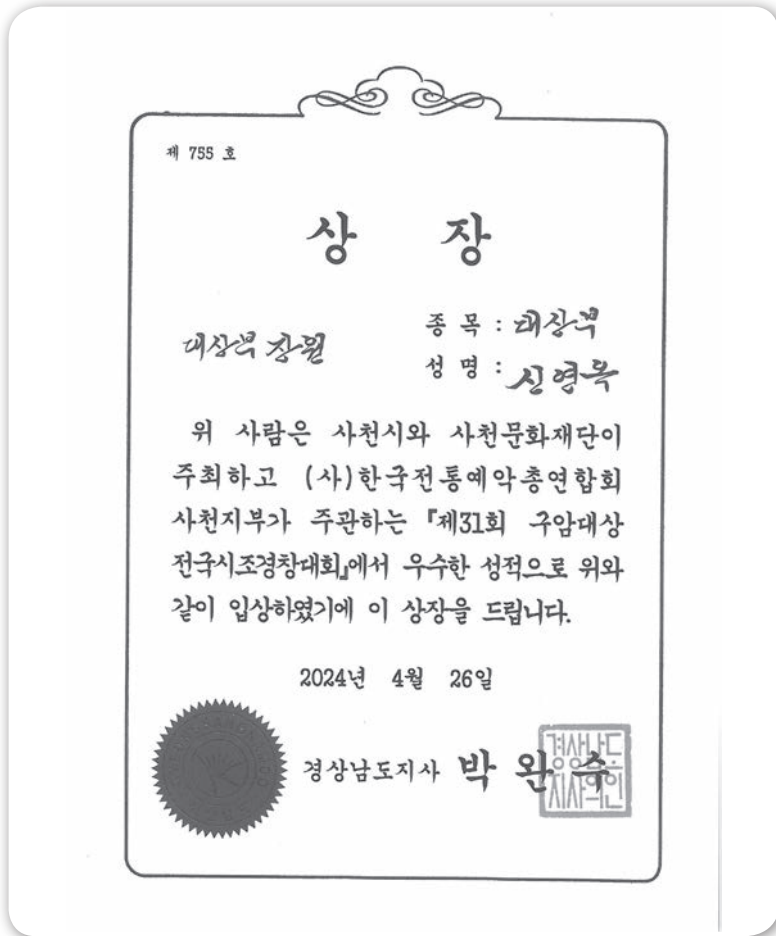 제 755 호
상 장
대상부 장원
종 목 : 대상부
성 명 : 신영옥
위 사람은 사천시와 사천문화재단이
주최하고 (사)한국전통예악총연합회
사천지부가 주관하는 『제31회 구암대상
전국시조경창대회』에서 우수한 성적으로 위와
같이 입상하였기에 이 상장을 드립니다.
2024년 4월 26일
경상남도지사 박 완 수
경상남도
지사의인